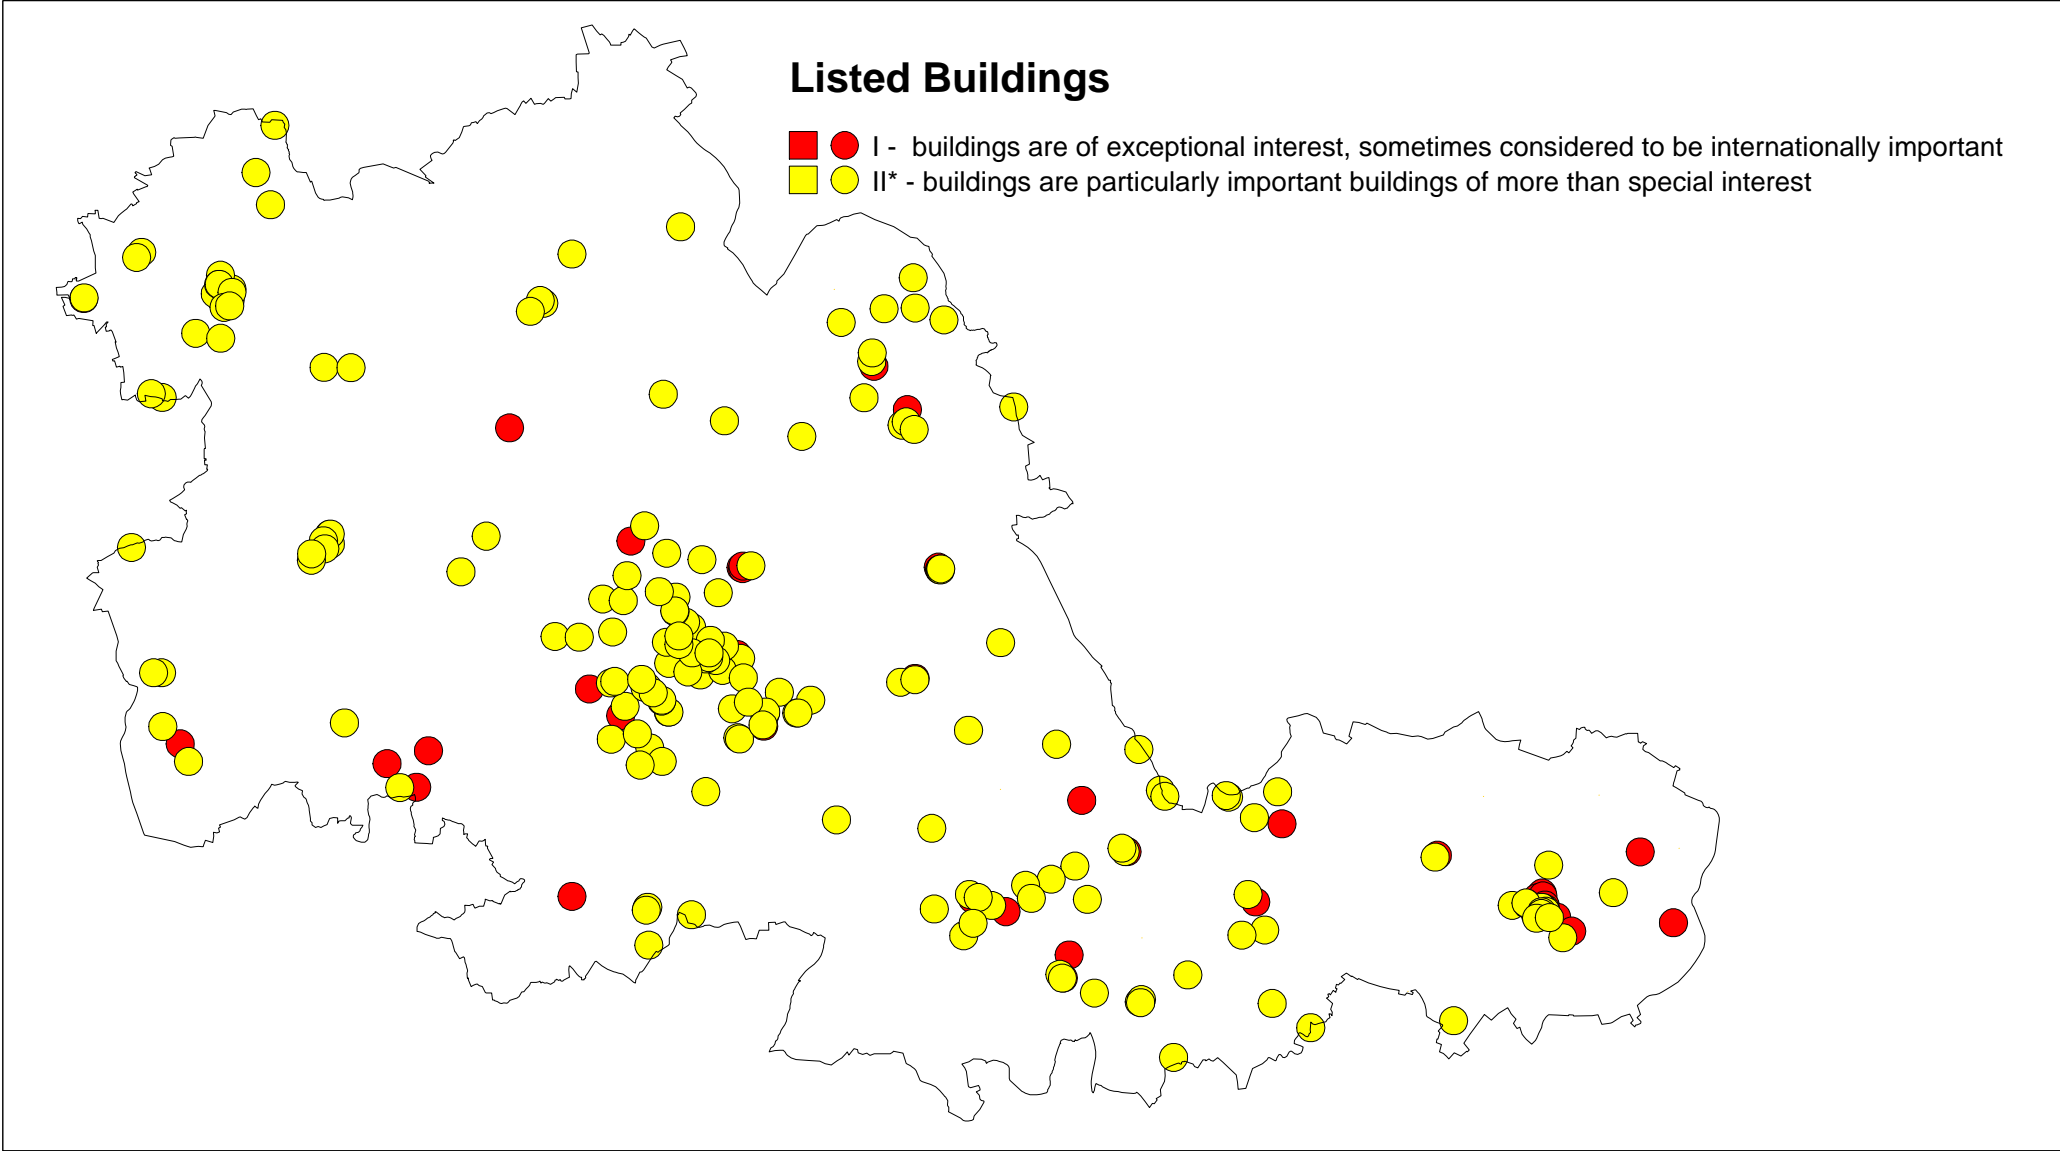 Listed Buildings
I - buildings are of exceptional interest, sometimes considered to be internationally important
II* - buildings are particularly important buildings of more than special interest